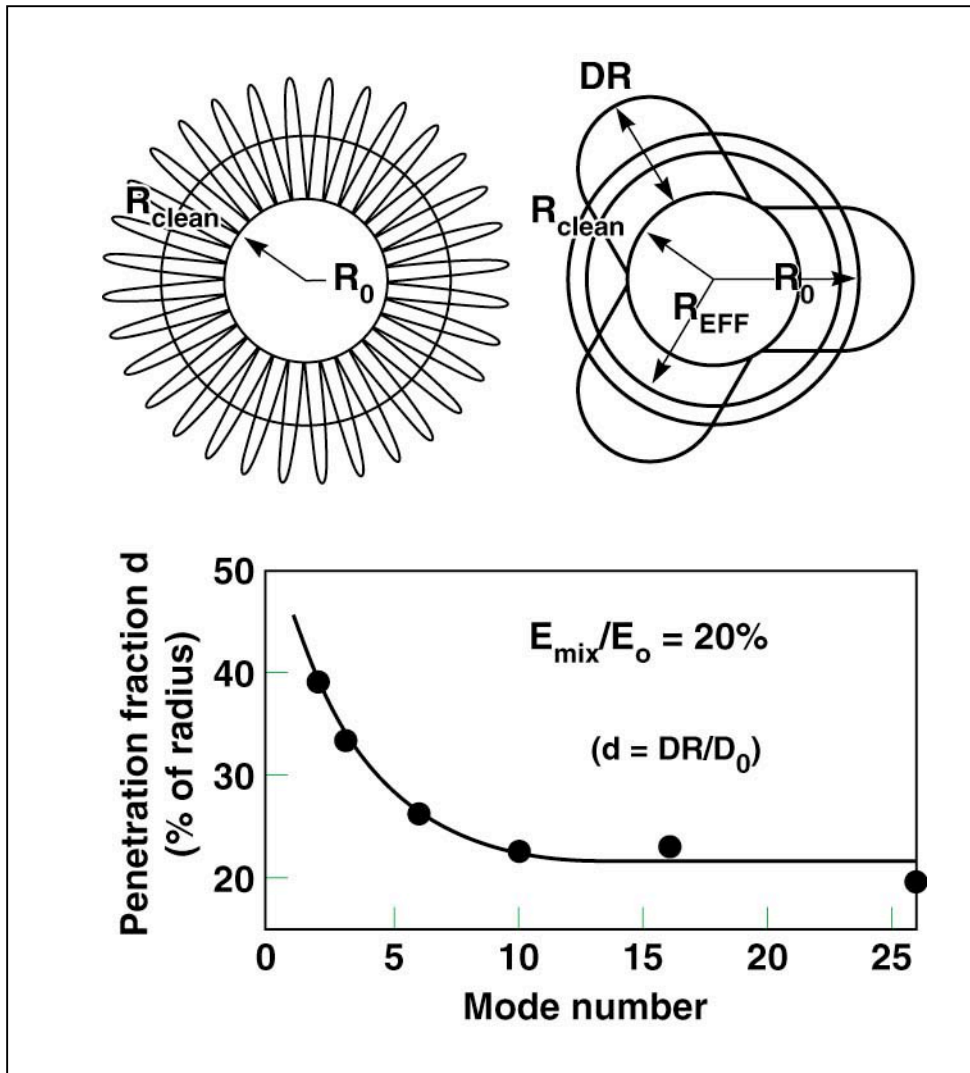 DR
R_clean
R_0
R_clean
R_0
R_EFF
Penetration fraction d
(% of radius)
50
40
30
20
E_mix/E_o = 20%
(d = DR/D_0)
0 5 10 15 20 25
Mode number